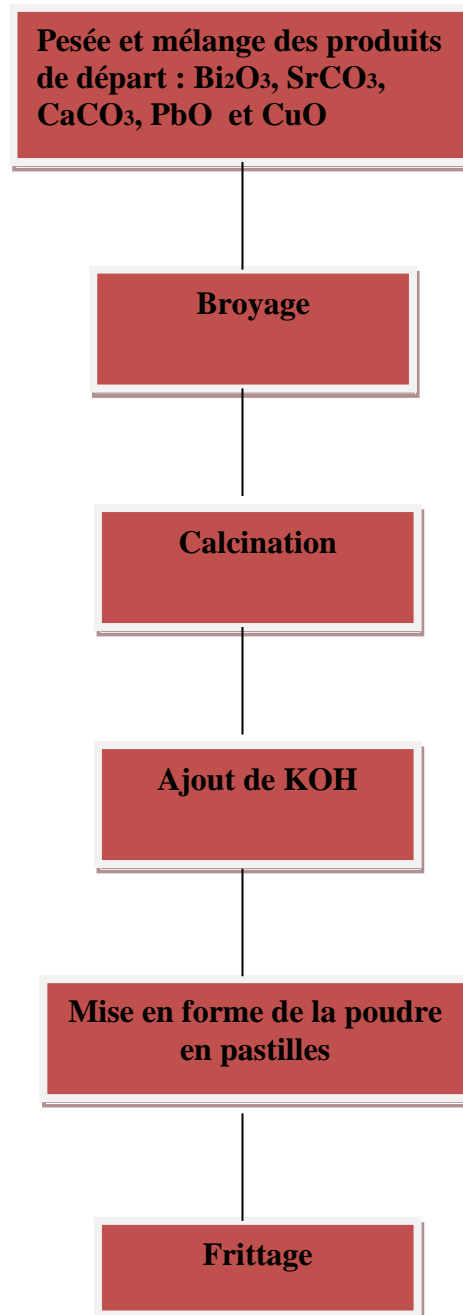 Pesée et mélange des produits
de départ : Bi₂O₃, SrCO₃,
CaCO₃, PbO et CuO
Broyage
Calcination
Ajout de KOH
Mise en forme de la poudre
en pastilles
Frittage